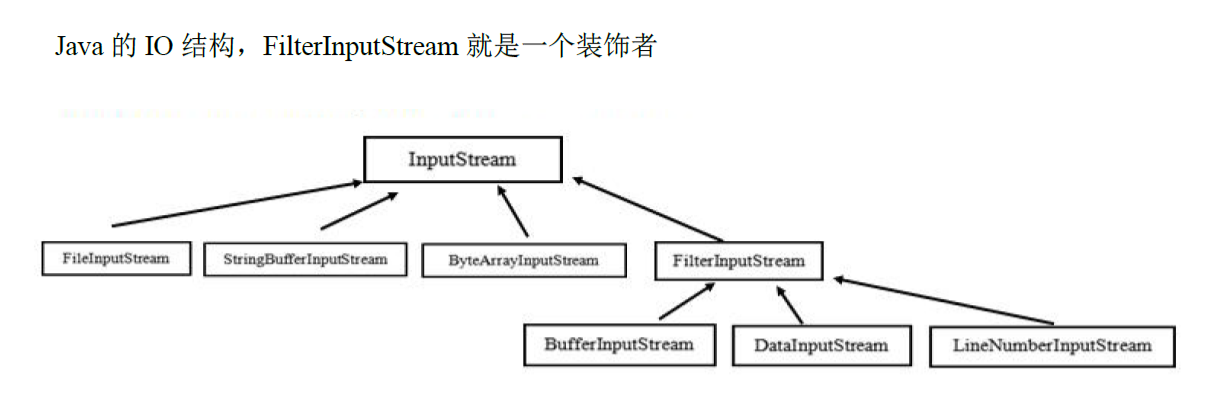 Java 的 IO 结构，FilterInputStream 就是一个装饰者
InputStream
FileInputStream
StringBufferInputStream
ByteArrayInputStream
FilterInputStream
BufferInputStream
DataInputStream
LineNumberInputStream